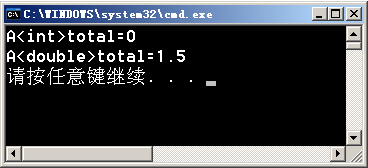 C:\WINDOWS\system32\cmd.exe
A<int>total=0
A<double>total=1.5
请按任意键继续. . .